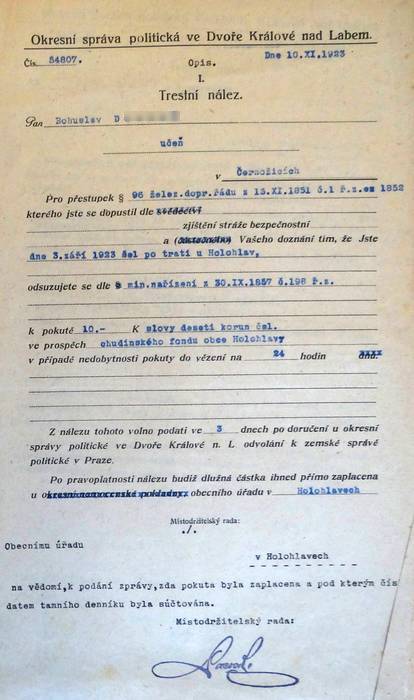 Okresní správa politická ve Dvoře Králové nad Labem.
Čís. 54807. Opis. Dne 10.XI.1923
I.
Trestní nález.
Pan Bohuslav D
učeň
v Černožicích
Pro přestupek § 96 želez.dopr.řádu z 15.XI.1851 č.1 ř.z.ex 1852
kterého jste se dopustil dle svědectví
zjištění stráže bezpečnostní
a Vašeho doznání tím, že Jste
dne 3.září 1923 šel po trati u Holohlav,
odsuzujete se dle § min.nařízení z 30.IX.1857 č.198 ř.z.
k pokutě 10.- K slovy deseti korun čsl.
ve prospěch chudinského fondu obce Holohlavy
v případě nedobytnosti pokuty do vězení na 24 hodin dnů.
Z nálezu tohoto volno podati ve 3 dnech po doručení u okresní
správy politické ve Dvoře Králové n. L odvolání k zemské správě
politické v Praze.
Po pravoplatnosti nálezu budiž dlužná částka ihned přímo zaplacena
u okresní nemocenské pokladny obecního úřadu v Holohlavech
Místodržitelský rada:
./.
Obecnímu úřadu
v Holohlavech
na vědomí,k podání zprávy,zda pokuta byla zaplacena a pod kterým čís
datem tamního denníku byla súčtována.
Místodržitelský rada: